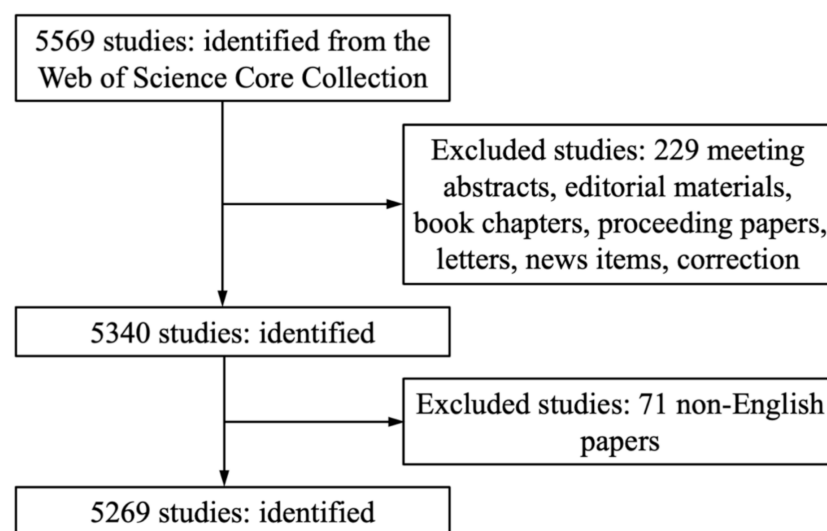 5569 studies: identified from the
Web of Science Core Collection
Excluded studies: 229 meeting
abstracts, editorial materials,
book chapters, proceeding papers,
letters, news items, correction
5340 studies: identified
Excluded studies: 71 non-English
papers
5269 studies: identified